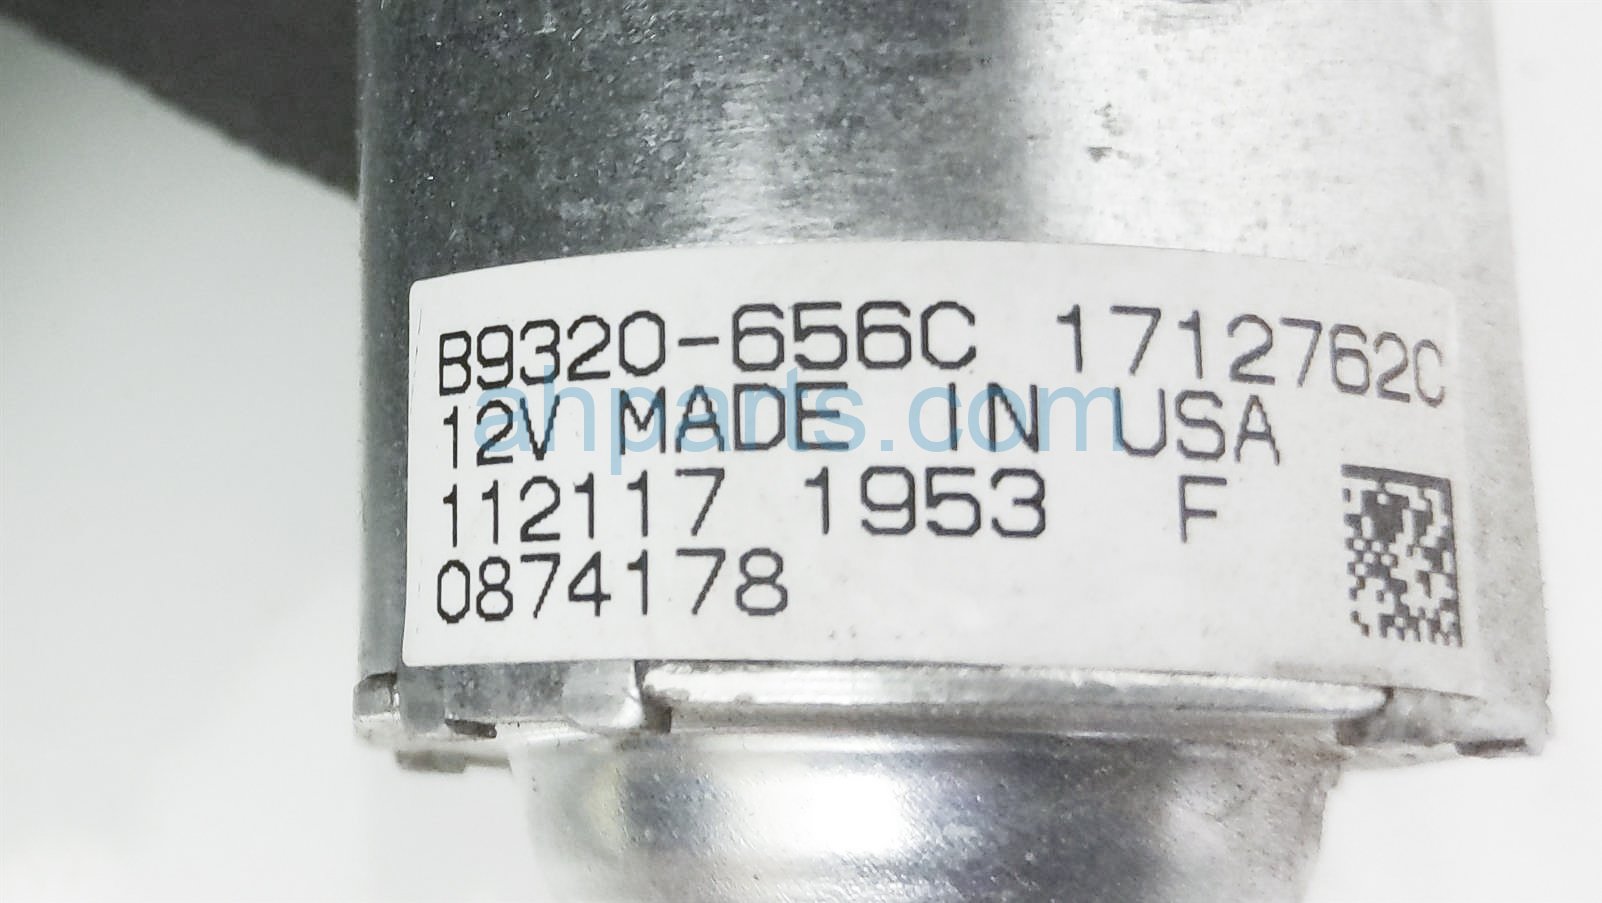 B9320-656C 1712762C
12V MADE IN USA
112117 1953 F
0874178
ahparts.com